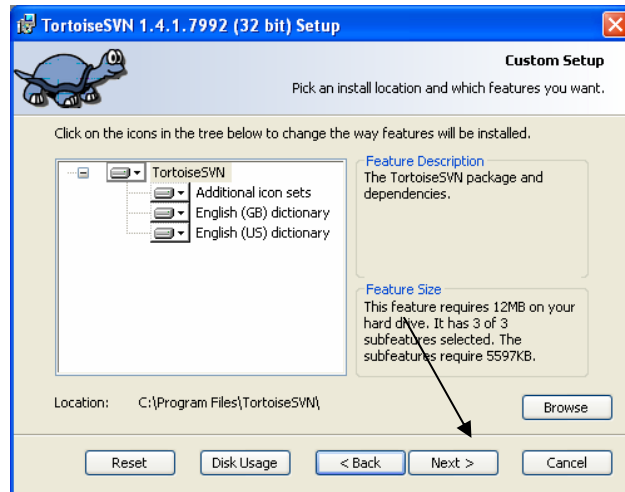 TortoiseSVN 1.4.1.7992 (32 bit) Setup
Custom Setup
Pick an install location and which features you want.
Click on the icons in the tree below to change the way features will be installed.
TortoiseSVN
Additional icon sets
English (GB) dictionary
English (US) dictionary
Feature Description
The TortoiseSVN package and
dependencies.
Feature Size
This feature requires 12MB on your
hard drive. It has 3 of 3
subfeatures selected. The
subfeatures require 5597KB.
Location: C:\Program Files\TortoiseSVN\
Browse
Reset Disk Usage < Back Next > Cancel